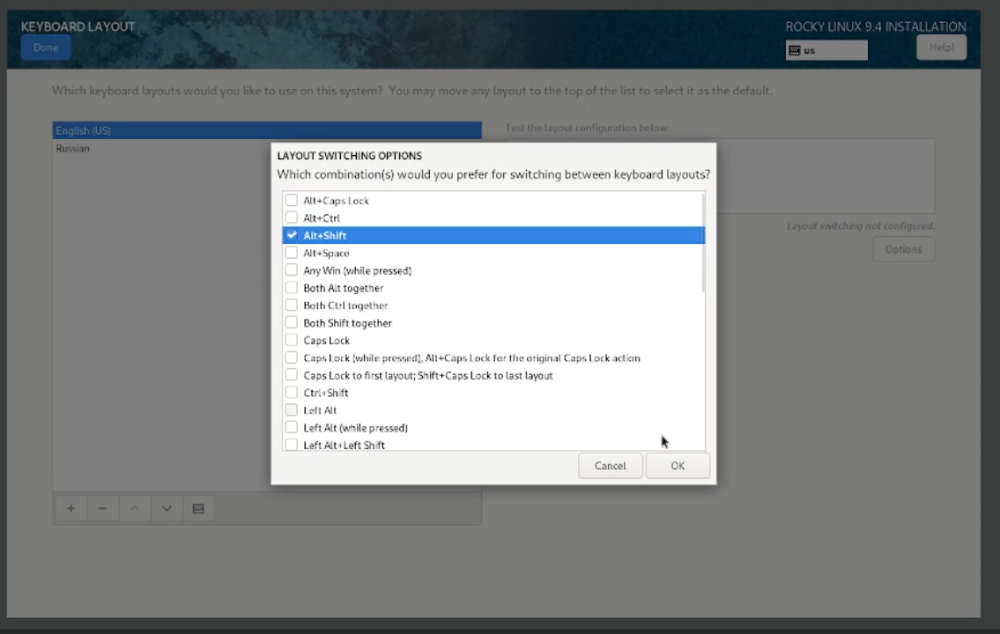 KEYBOARD LAYOUT
ROCKY LINUX 9.4 INSTALLATION
Done
us
Help!
Which keyboard layouts would you like to use on this system? You may move any layout to the top of the list to select it as the default.
English (US)
Russian
Test the layout configuration below:
LAYOUT SWITCHING OPTIONS
Which combination(s) would you prefer for switching between keyboard layouts?
Alt+Caps Lock
Alt+Ctrl
Alt+Shift
Alt+Space
Any Win (while pressed)
Both Alt together
Both Ctrl together
Both Shift together
Caps Lock
Caps Lock (while pressed), Alt+Caps Lock for the original Caps Lock action
Caps Lock to first layout; Shift+Caps Lock to last layout
Ctrl+Shift
Left Alt
Left Alt (while pressed)
Left Alt+Left Shift
Cancel
OK
Layout switching not configured.
Options